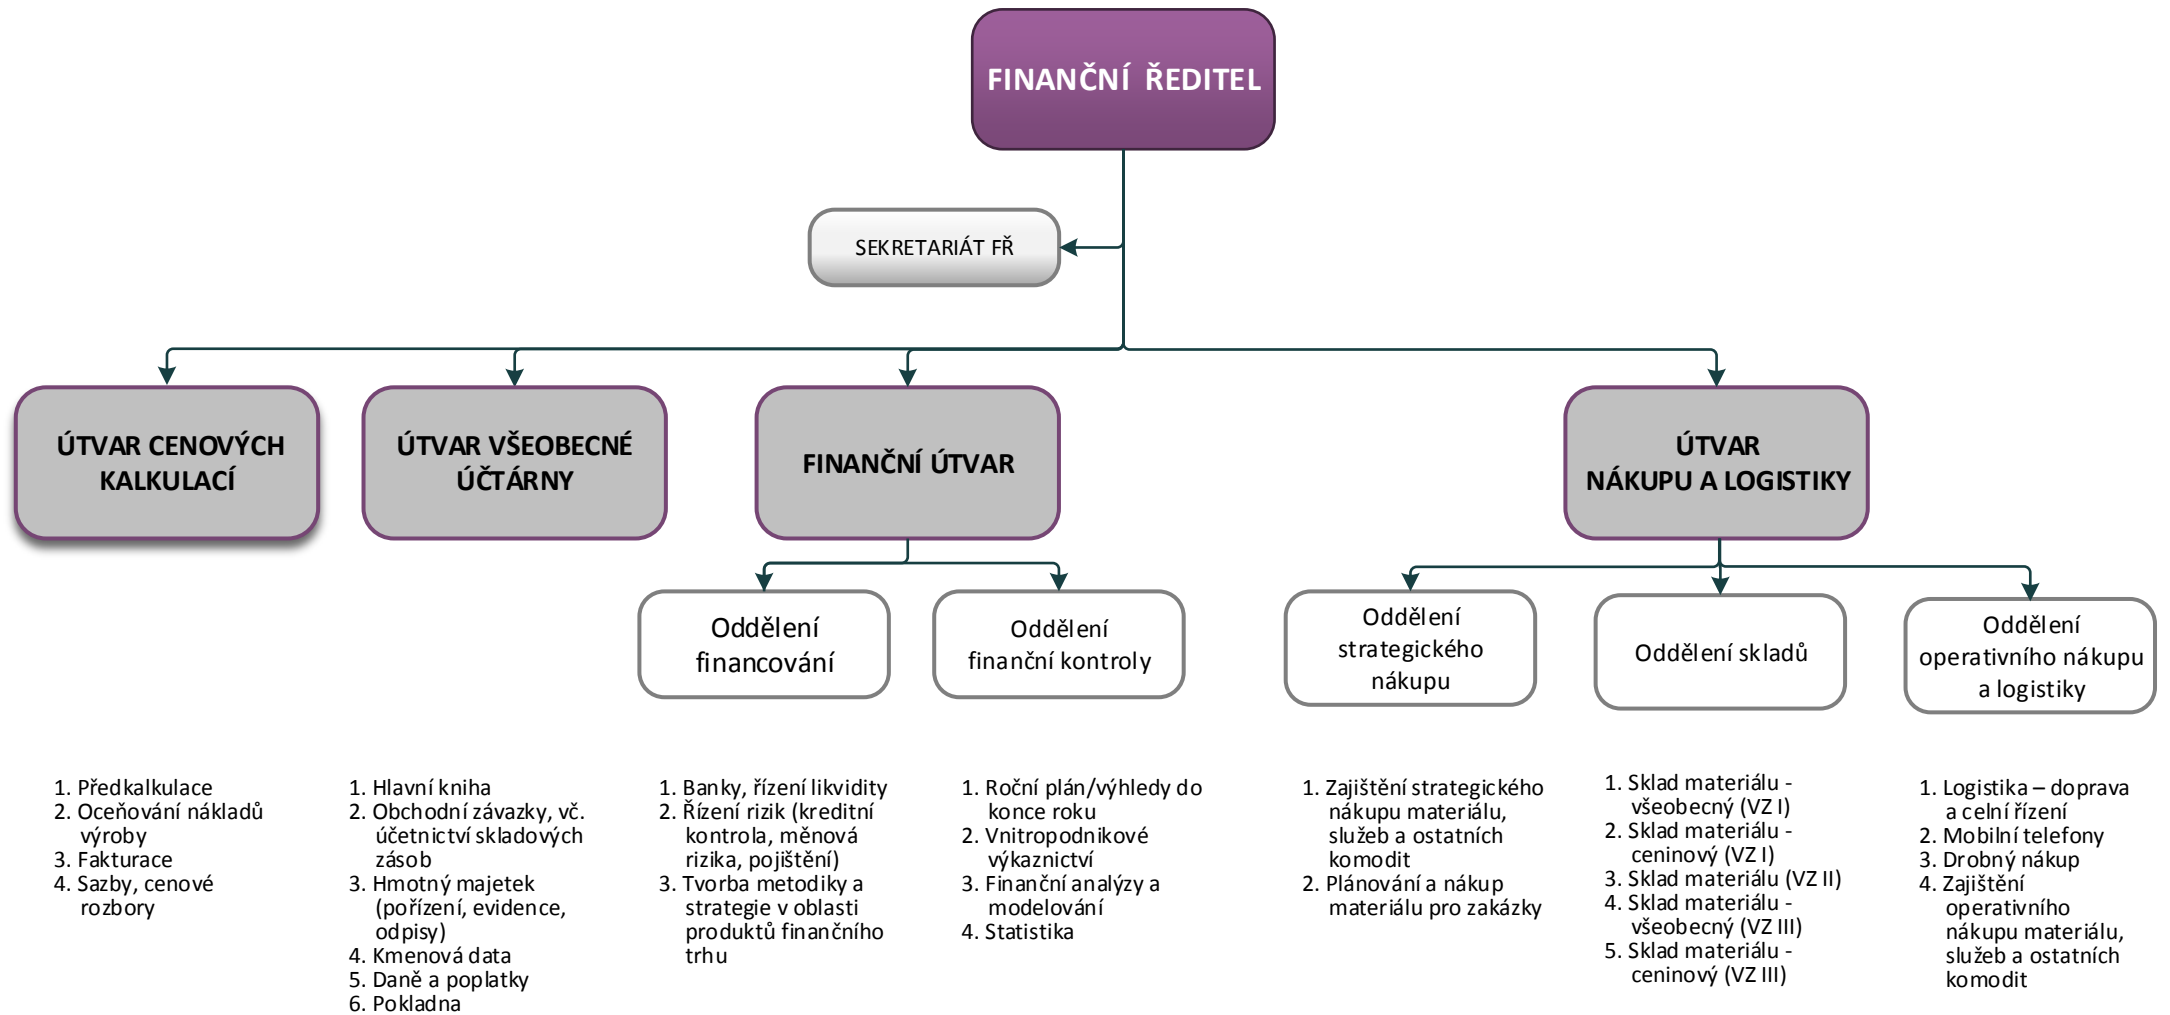 FINANČNÍ ŘEDITEL
SEKRETARIÁT FŘ
ÚTVAR CENOVÝCH
KALKULACÍ
ÚTVAR VŠEOBECNÉ
ÚČTÁRNY
FINANČNÍ ÚTVAR
ÚTVAR
NÁKUPU A LOGISTIKY
Oddělení
financování
Oddělení
finanční kontroly
Oddělení
strategického
nákupu
Oddělení skladů
Oddělení
operativního nákupu
a logistiky
1. Předkalkulace
2. Oceňování nákladů
výroby
3. Fakturace
4. Sazby, cenové
rozbory
1. Hlavní kniha
2. Obchodní závazky, vč.
účetnictví skladových
zásob
3. Hmotný majetek
(pořízení, evidence,
odpisy)
4. Kmenová data
5. Daně a poplatky
6. Pokladna
1. Banky, řízení likvidity
2. Řízení rizik (kreditní
kontrola, měnová
rizika, pojištění)
3. Tvorba metodiky a
strategie v oblasti
produktů finančního
trhu
1. Roční plán/výhledy do
konce roku
2. Vnitropodnikové
výkaznictví
3. Finanční analýzy a
modelování
4. Statistika
1. Zajištění strategického
nákupu materiálu,
služeb a ostatních
komodit
2. Plánování a nákup
materiálu pro zakázky
1. Sklad materiálu -
všeobecný (VZ I)
2. Sklad materiálu -
ceninový (VZ I)
3. Sklad materiálu (VZ II)
4. Sklad materiálu -
všeobecný (VZ III)
5. Sklad materiálu -
ceninový (VZ III)
1. Logistika – doprava
a celní řízení
2. Mobilní telefony
3. Drobný nákup
4. Zajištění
operativního
nákupu materiálu,
služeb a ostatních
komodit